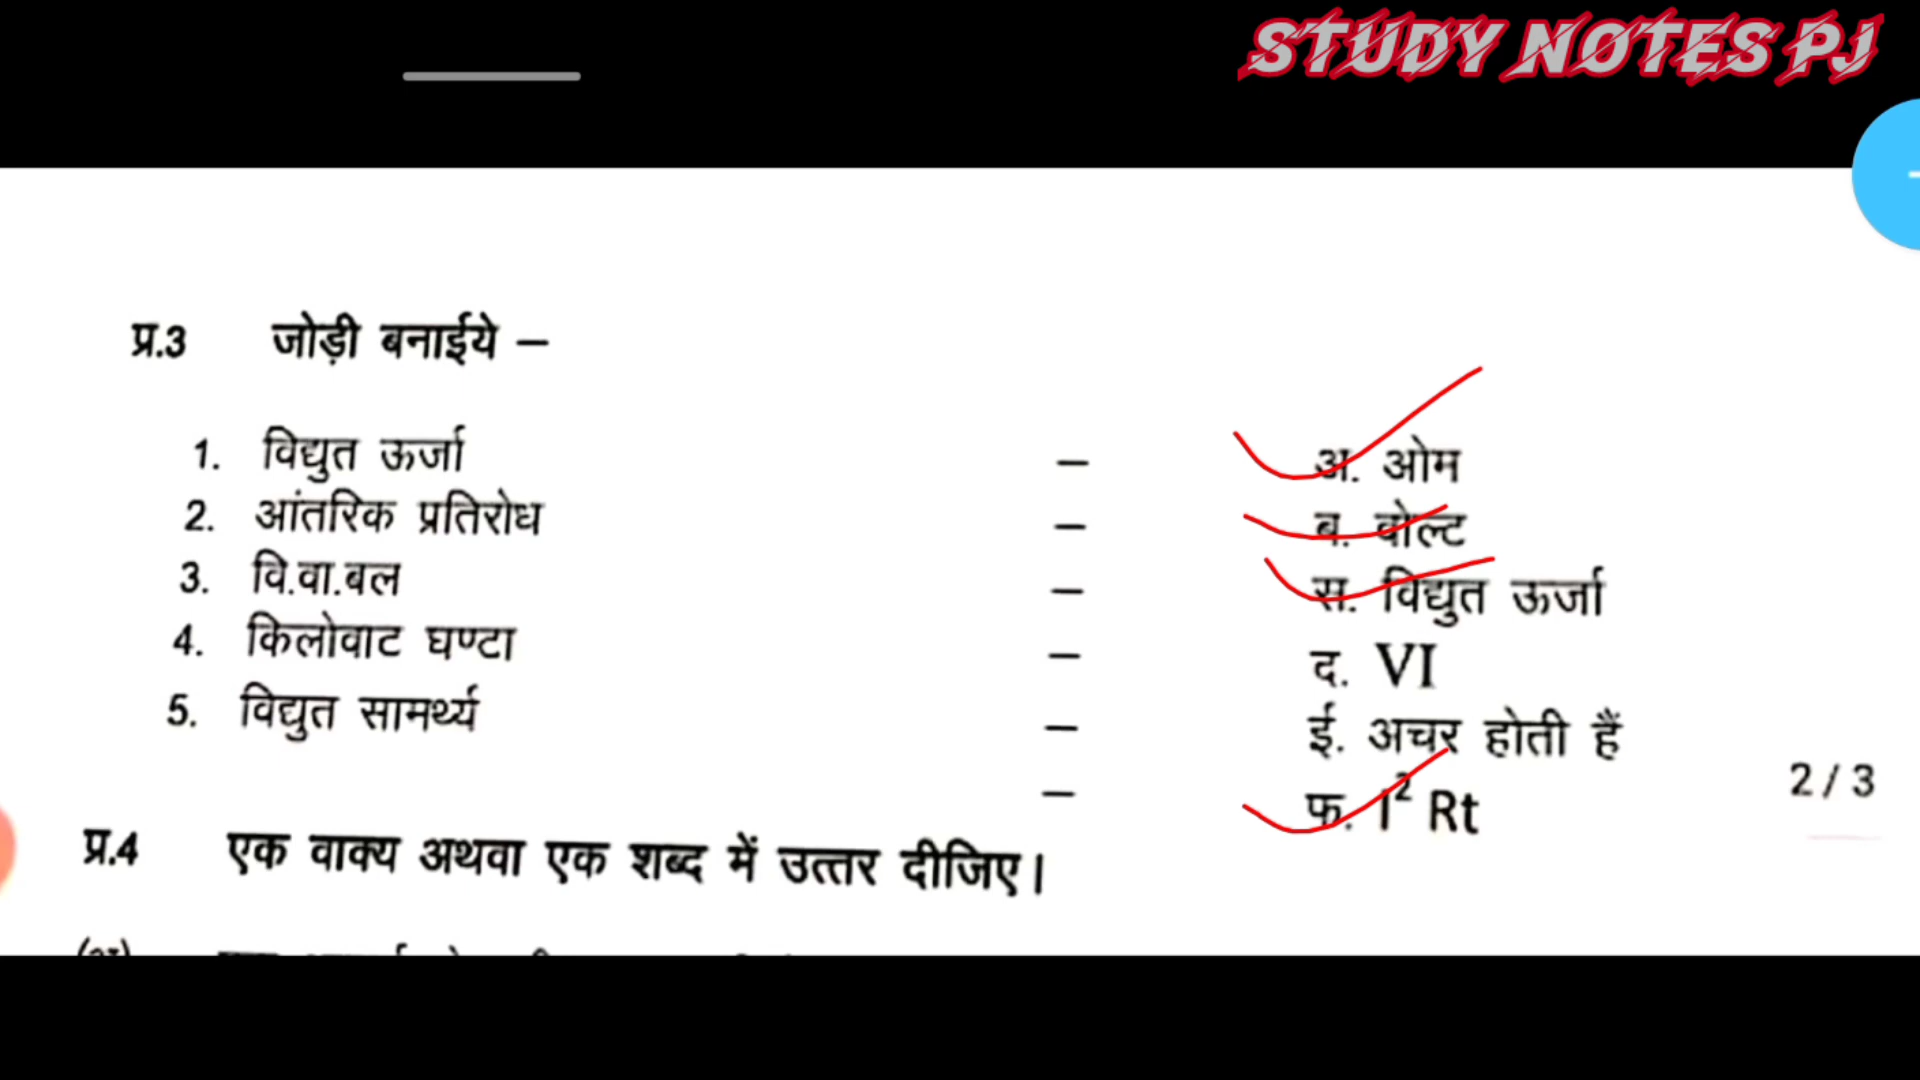 STUDY NOTES PJ
प्र.3 जोड़ी बनाईये –
1. विद्युत ऊर्जा – अ. ओम
2. आंतरिक प्रतिरोध – ब. वोल्ट
3. वि.वा.बल – स. विद्युत ऊर्जा
4. किलोवाट घण्टा – द. VI
5. विद्युत सामर्थ्य – ई. अचर होती हैं
– फ. I² Rt
2 / 3
प्र.4 एक वाक्य अथवा एक शब्द में उत्तर दीजिए।